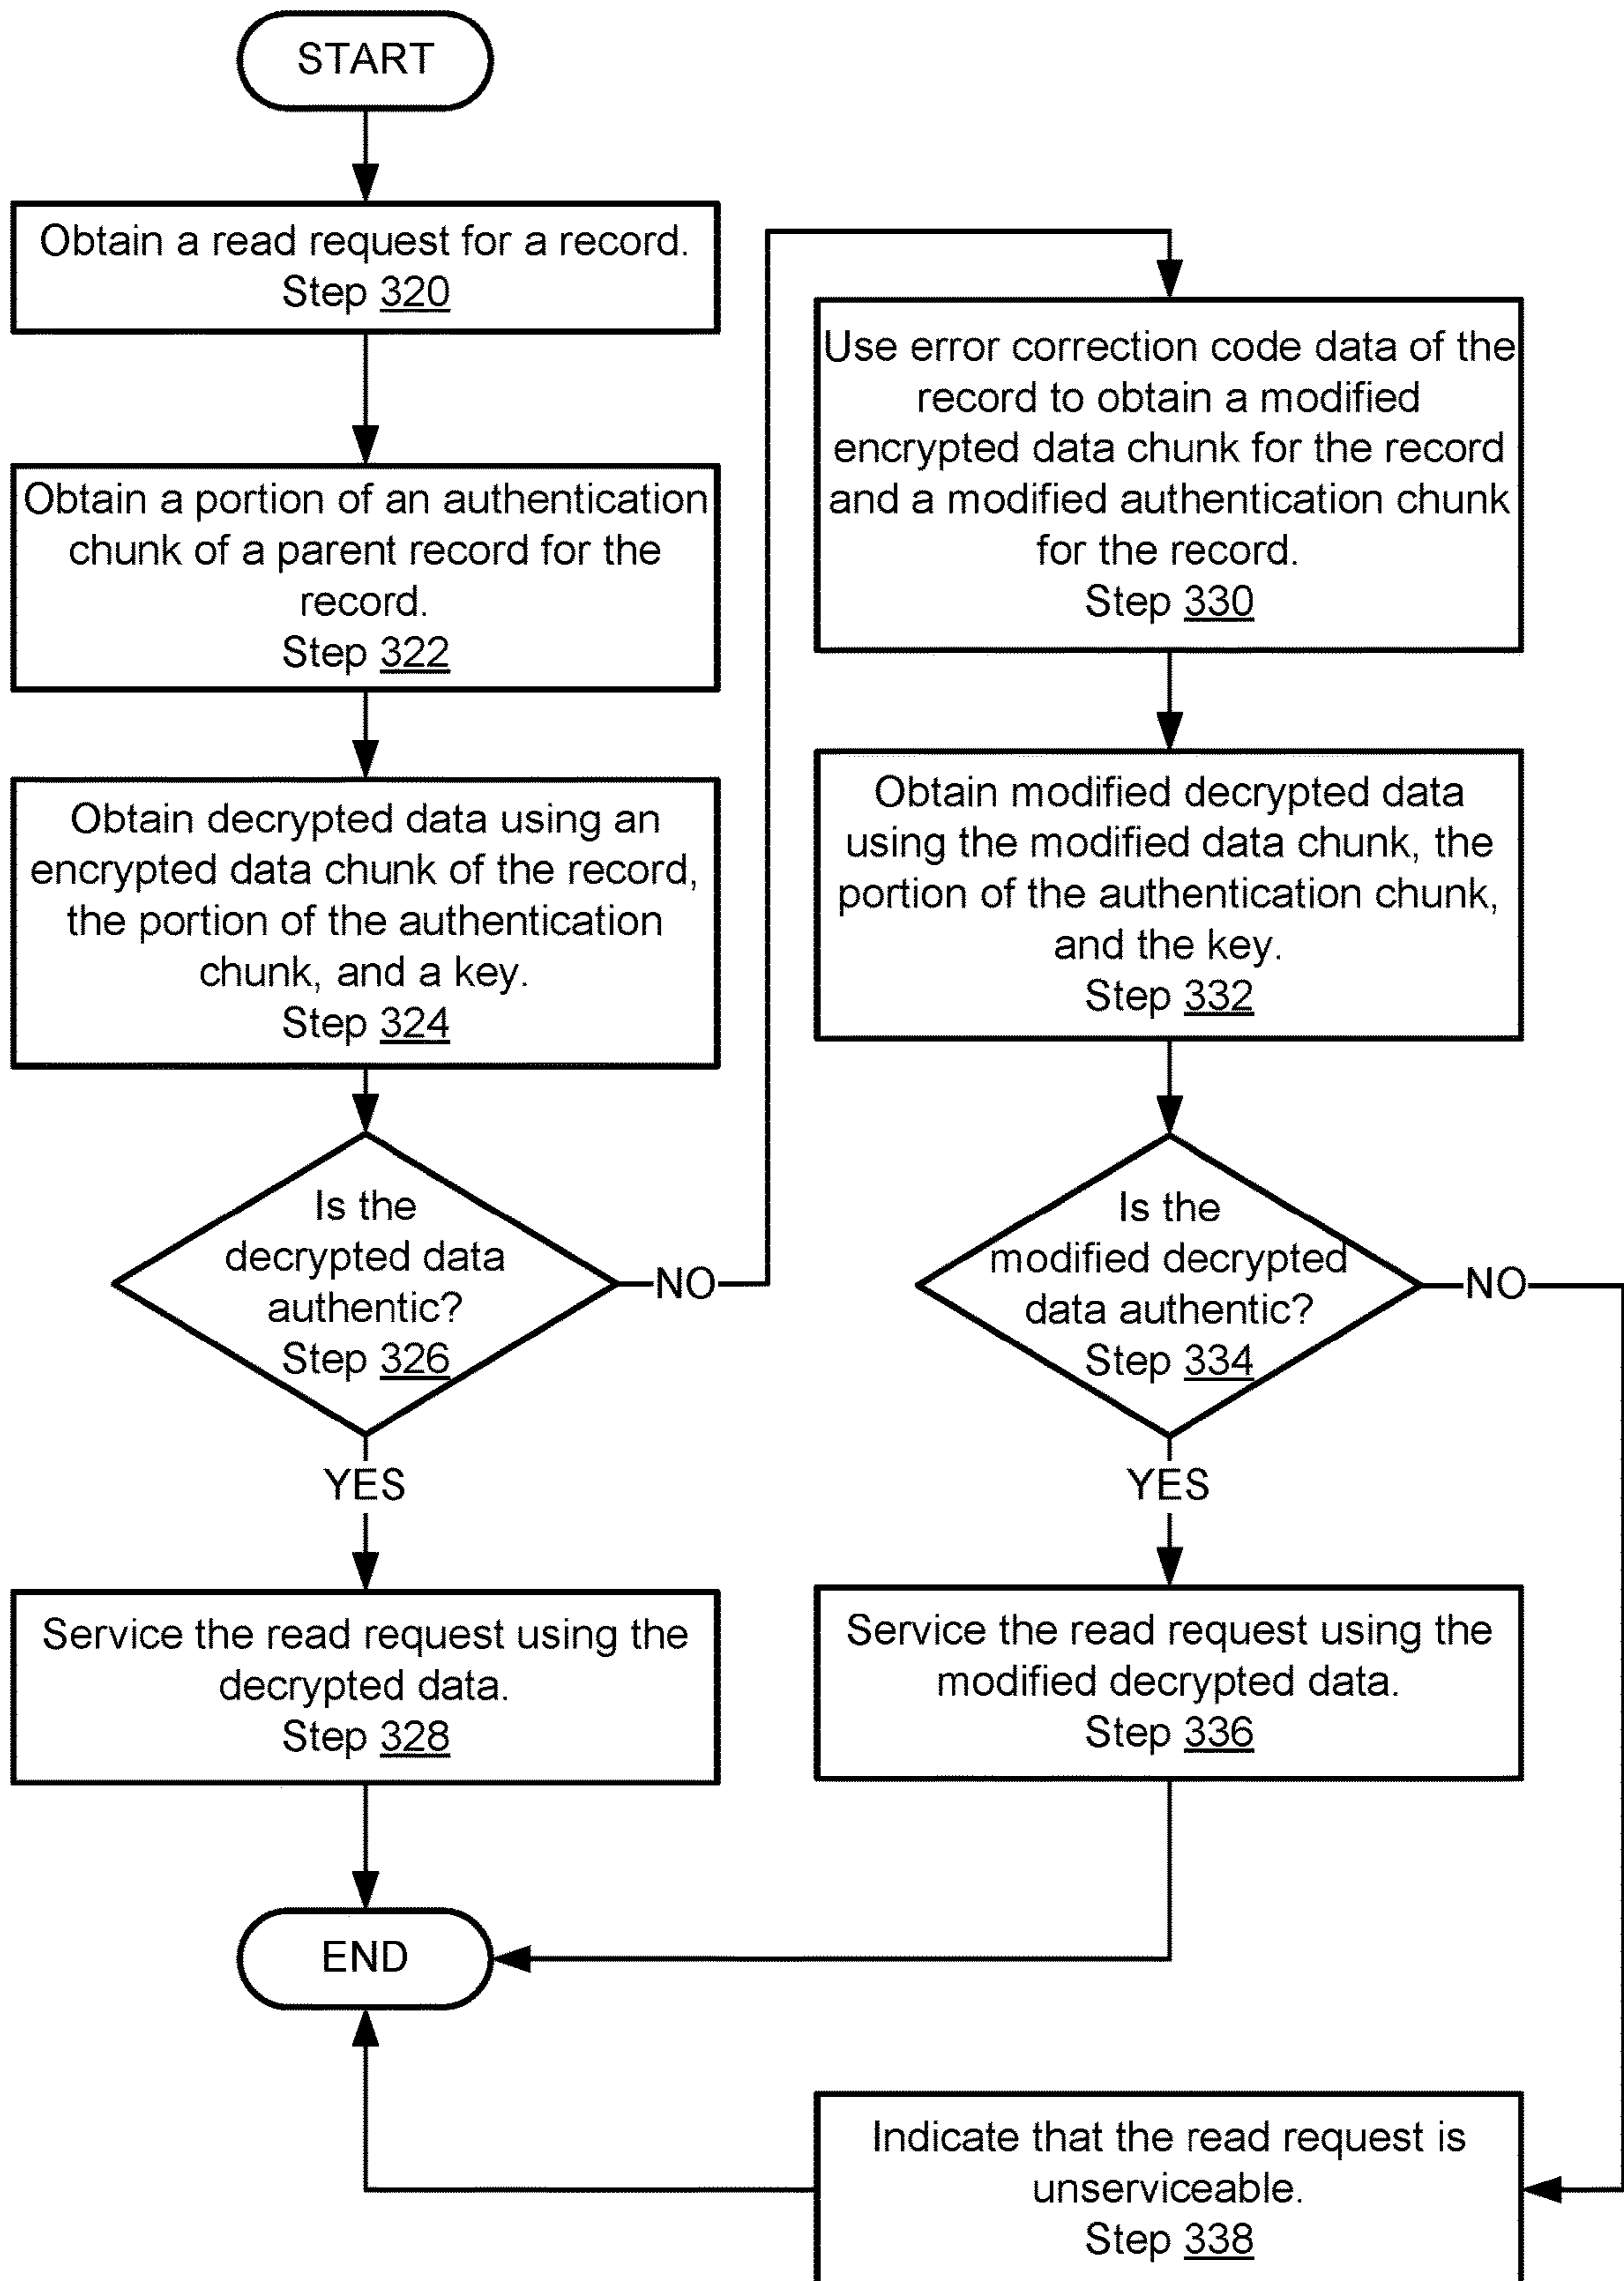 START
Obtain a read request for a record.
Step 320
Obtain a portion of an authentication
chunk of a parent record for the
record.
Step 322
Obtain decrypted data using an
encrypted data chunk of the record,
the portion of the authentication
chunk, and a key.
Step 324
Is the
decrypted data
authentic?
Step 326
NO
YES
Service the read request using the
decrypted data.
Step 328
END
Use error correction code data of the
record to obtain a modified
encrypted data chunk for the record
and a modified authentication chunk
for the record.
Step 330
Obtain modified decrypted data
using the modified data chunk, the
portion of the authentication chunk,
and the key.
Step 332
Is the
modified decrypted
data authentic?
Step 334
NO
YES
Service the read request using the
modified decrypted data.
Step 336
Indicate that the read request is
unserviceable.
Step 338